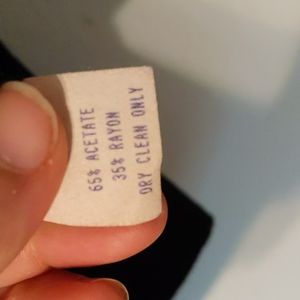 65% ACETATE
35% RAYON
DRY CLEAN ONLY